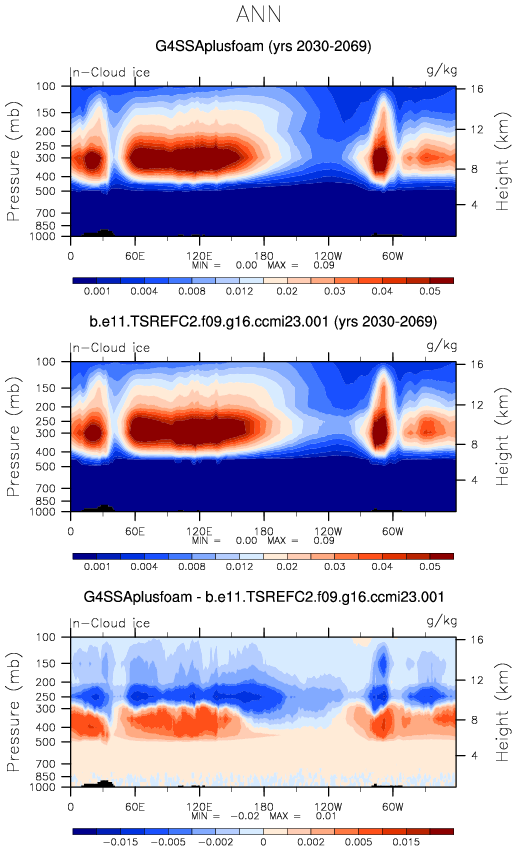 ANN
G4SSAplusfoam (yrs 2030-2069)
In-Cloud ice g/kg
Pressure (mb)
100
150
200
250
300
400
500
700
850
1000
16
12
8
4
Height (km)
0 60E 120E 180 120W 60W
MIN = 0.00 MAX = 0.09
0.001 0.004 0.008 0.012 0.02 0.03 0.04 0.05
b.e11.TSREFC2.f09.g16.ccmi23.001 (yrs 2030-2069)
In-Cloud ice g/kg
Pressure (mb)
100
150
200
250
300
400
500
700
850
1000
16
12
8
4
Height (km)
0 60E 120E 180 120W 60W
MIN = 0.00 MAX = 0.09
0.001 0.004 0.008 0.012 0.02 0.03 0.04 0.05
G4SSAplusfoam - b.e11.TSREFC2.f09.g16.ccmi23.001
In-Cloud ice g/kg
Pressure (mb)
100
150
200
250
300
400
500
700
850
1000
16
12
8
4
Height (km)
0 60E 120E 180 120W 60W
MIN = -0.02 MAX = 0.01
-0.015 -0.005 -0.002 0 0.002 0.005 0.015